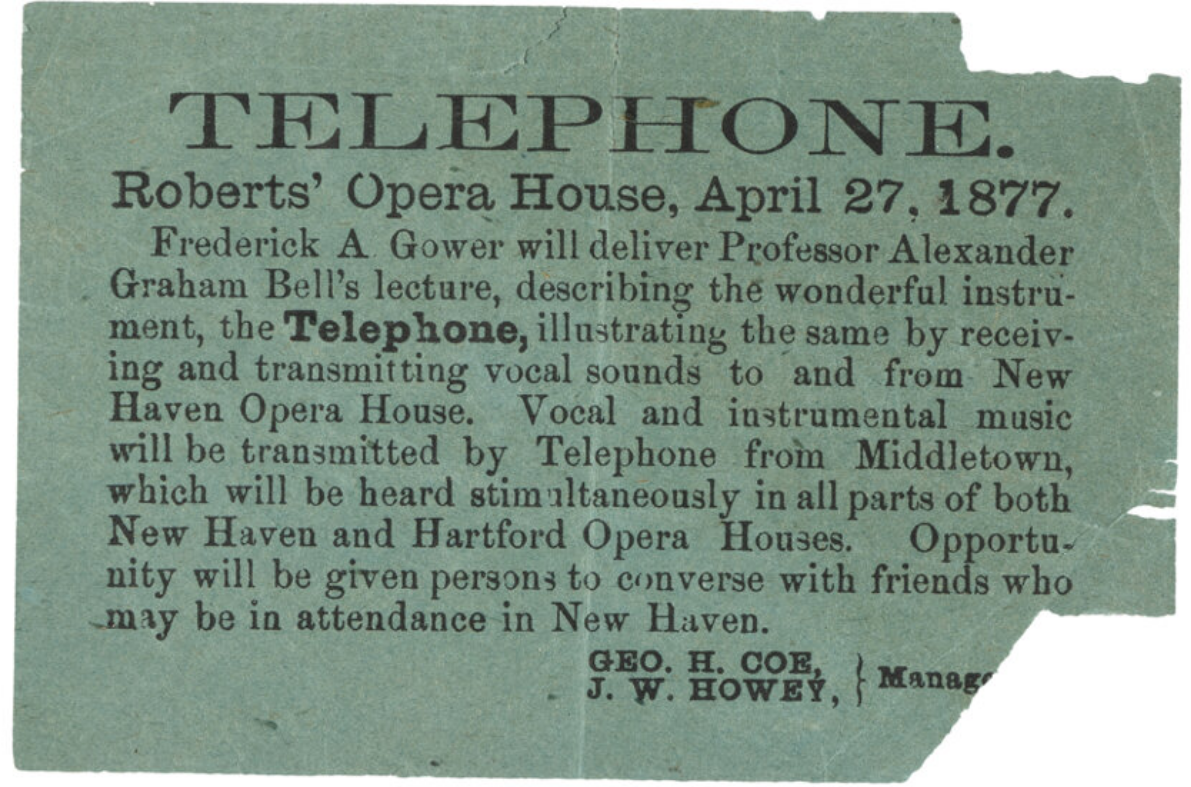 TELEPHONE.
Roberts' Opera House, April 27, 1877.
Frederick A. Gower will deliver Professor Alexander
Graham Bell's lecture, describing the wonderful instru-
ment, the Telephone, illustrating the same by receiv-
ing and transmitting vocal sounds to and from New
Haven Opera House. Vocal and instrumental music
will be transmitted by Telephone from Middletown,
which will be heard stimultaneously in all parts of both
New Haven and Hartford Opera Houses. Opportu-
nity will be given persons to converse with friends who
may be in attendance in New Haven.
GEO. H. COE,
J. W. HOWEY, }